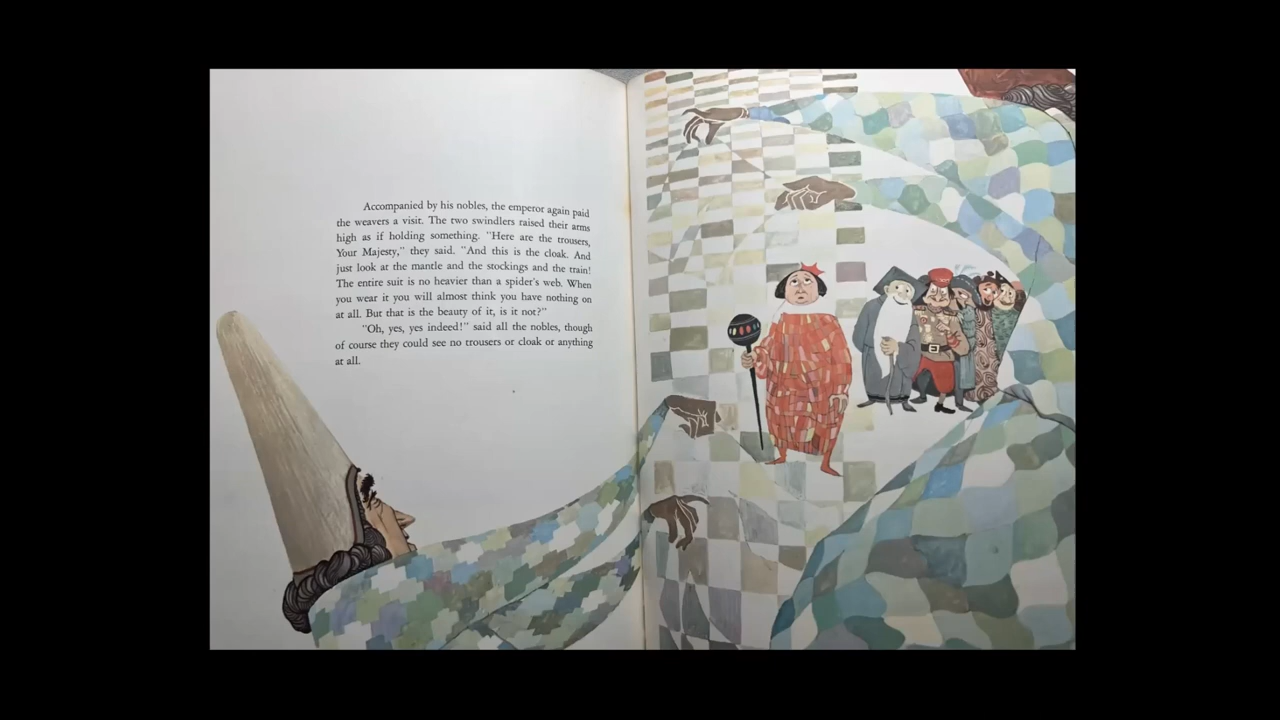 Accompanied by his nobles, the emperor again paid
the weavers a visit. The two swindlers raised their arms
high as if holding something. "Here are the trousers,
Your Majesty," they said. "And this is the cloak. And
just look at the mantle and the stockings and the train!
The entire suit is no heavier than a spider's web. When
you wear it you will almost think you have nothing on
at all. But that is the beauty of it, is it not?"
"Oh, yes, yes indeed!" said all the nobles, though
of course they could see no trousers or cloak or anything
at all.